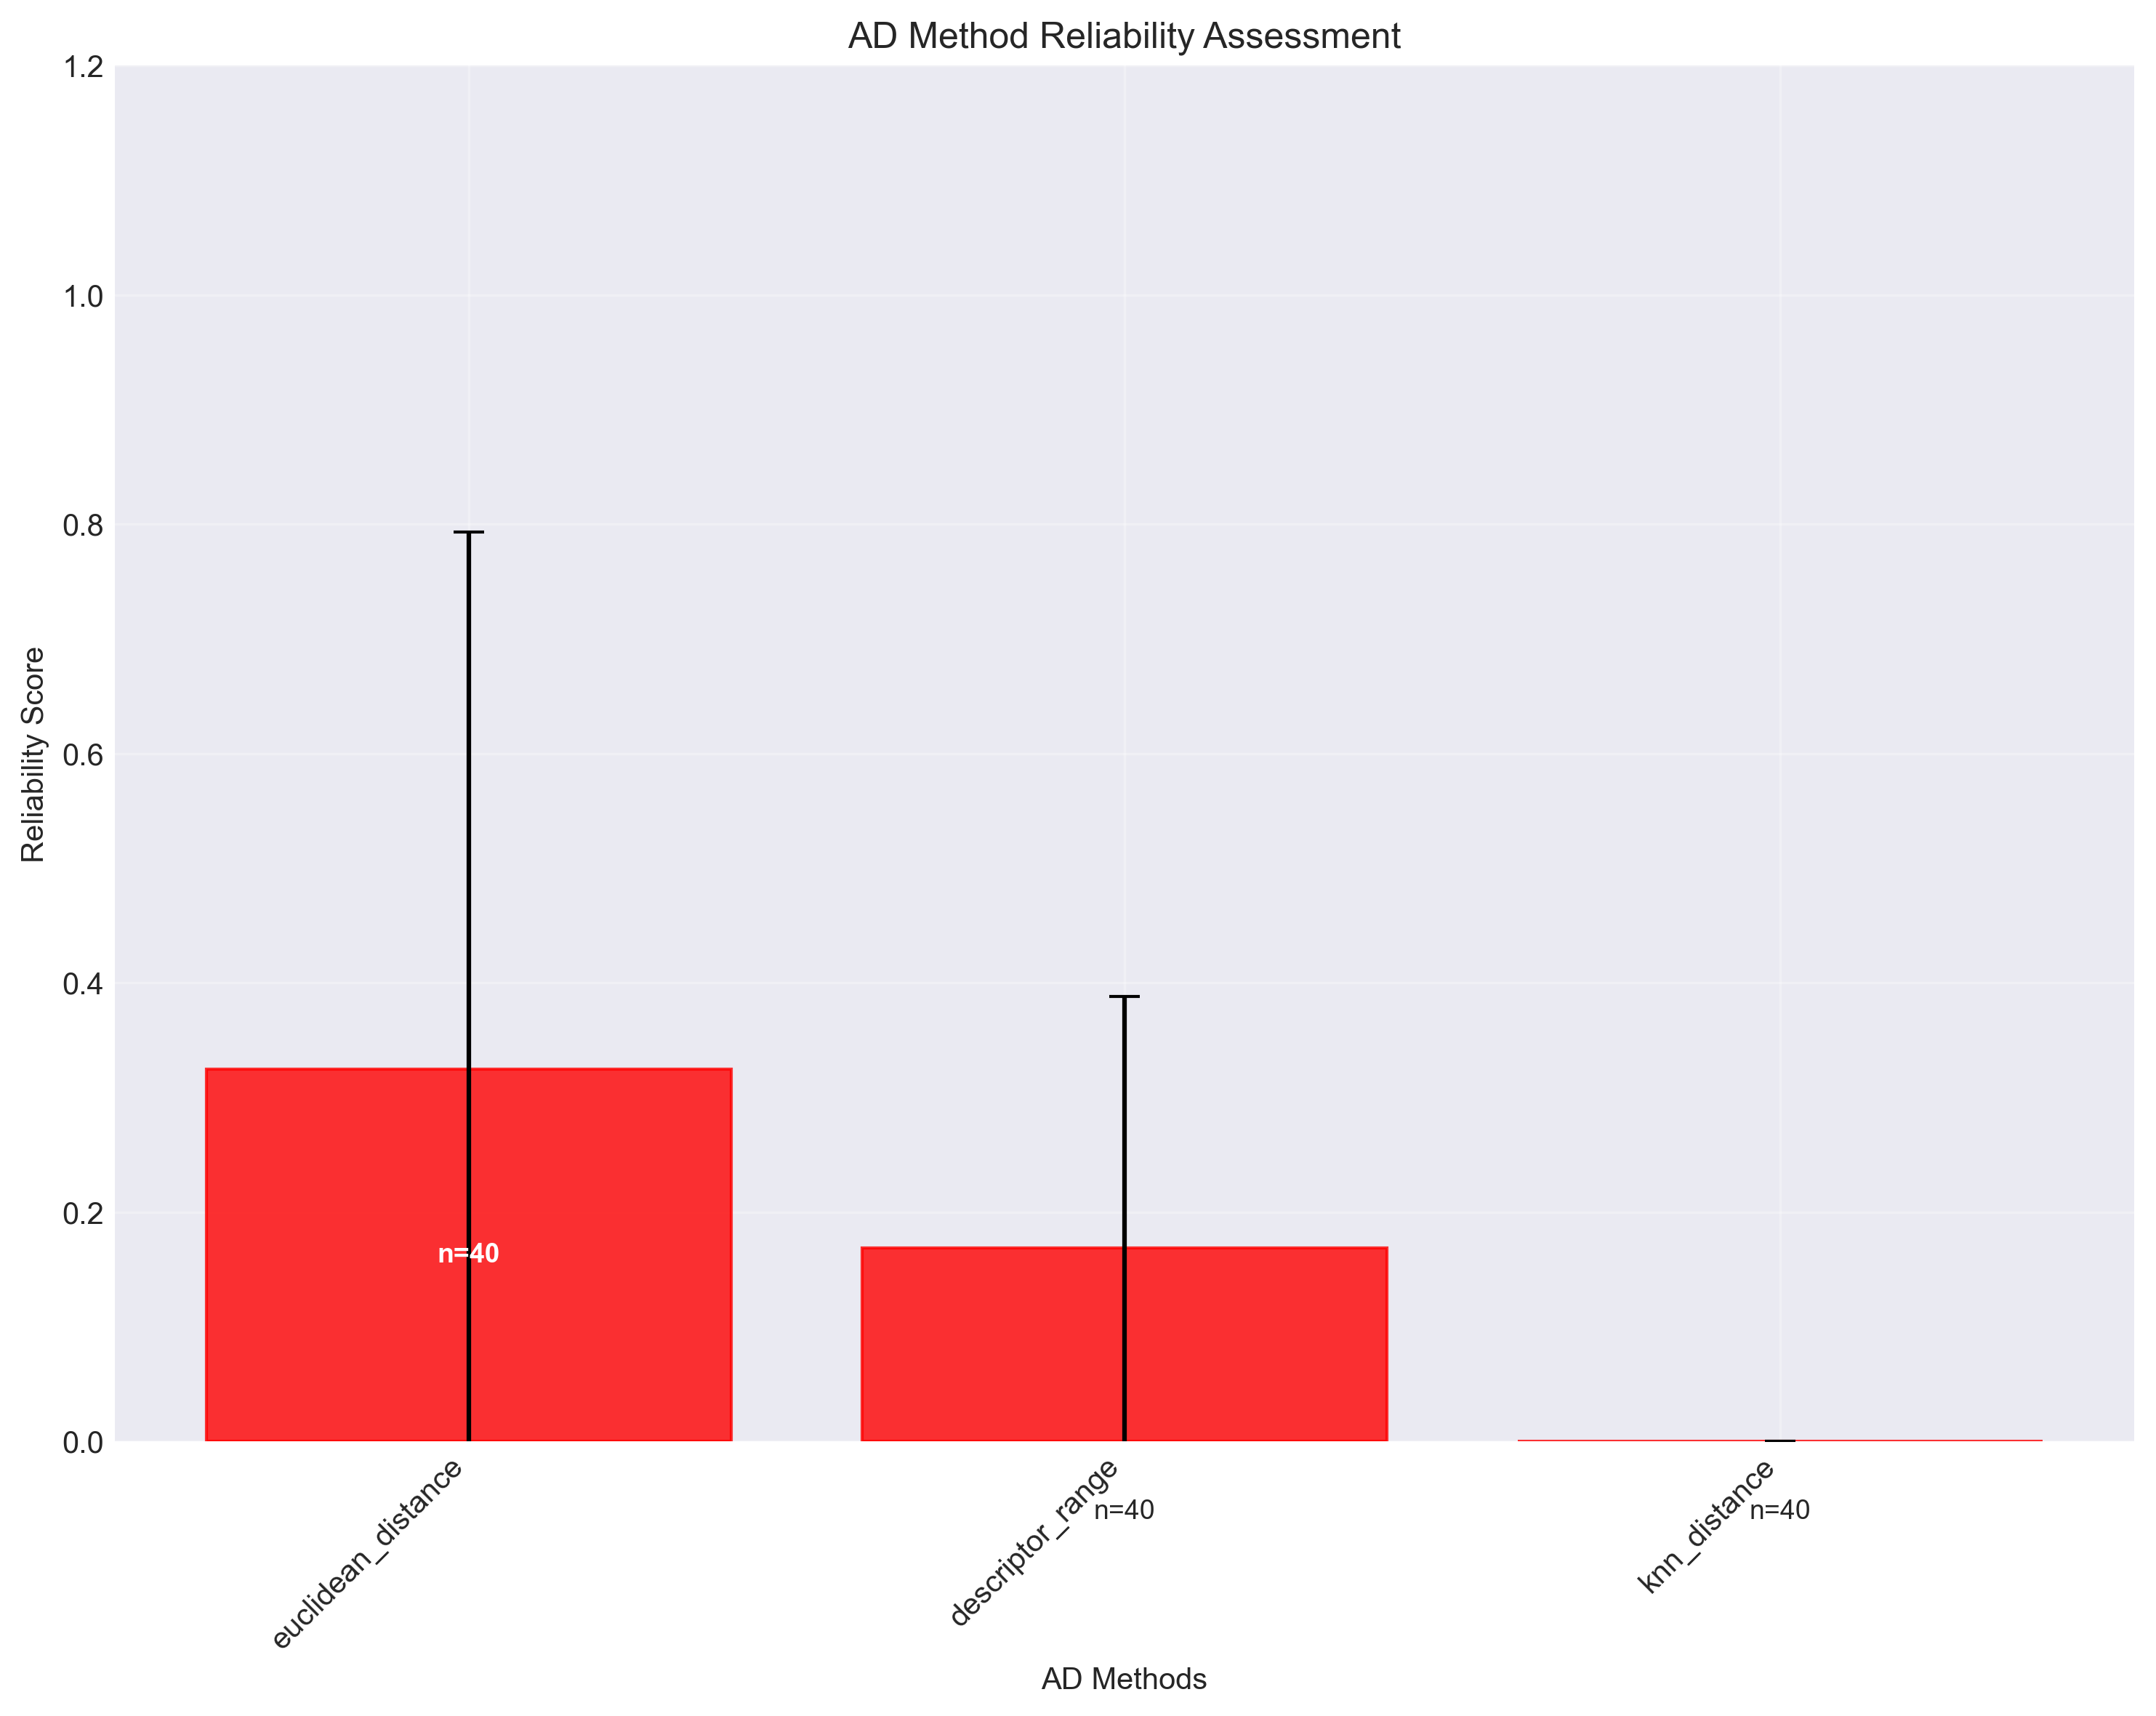 AD Method Reliability Assessment
1.2
1.0
0.8
0.6
0.4
0.2
0.0
Reliability Score
n=40
n=40
n=40
euclidean_distance
descriptor_range
knn_distance
AD Methods